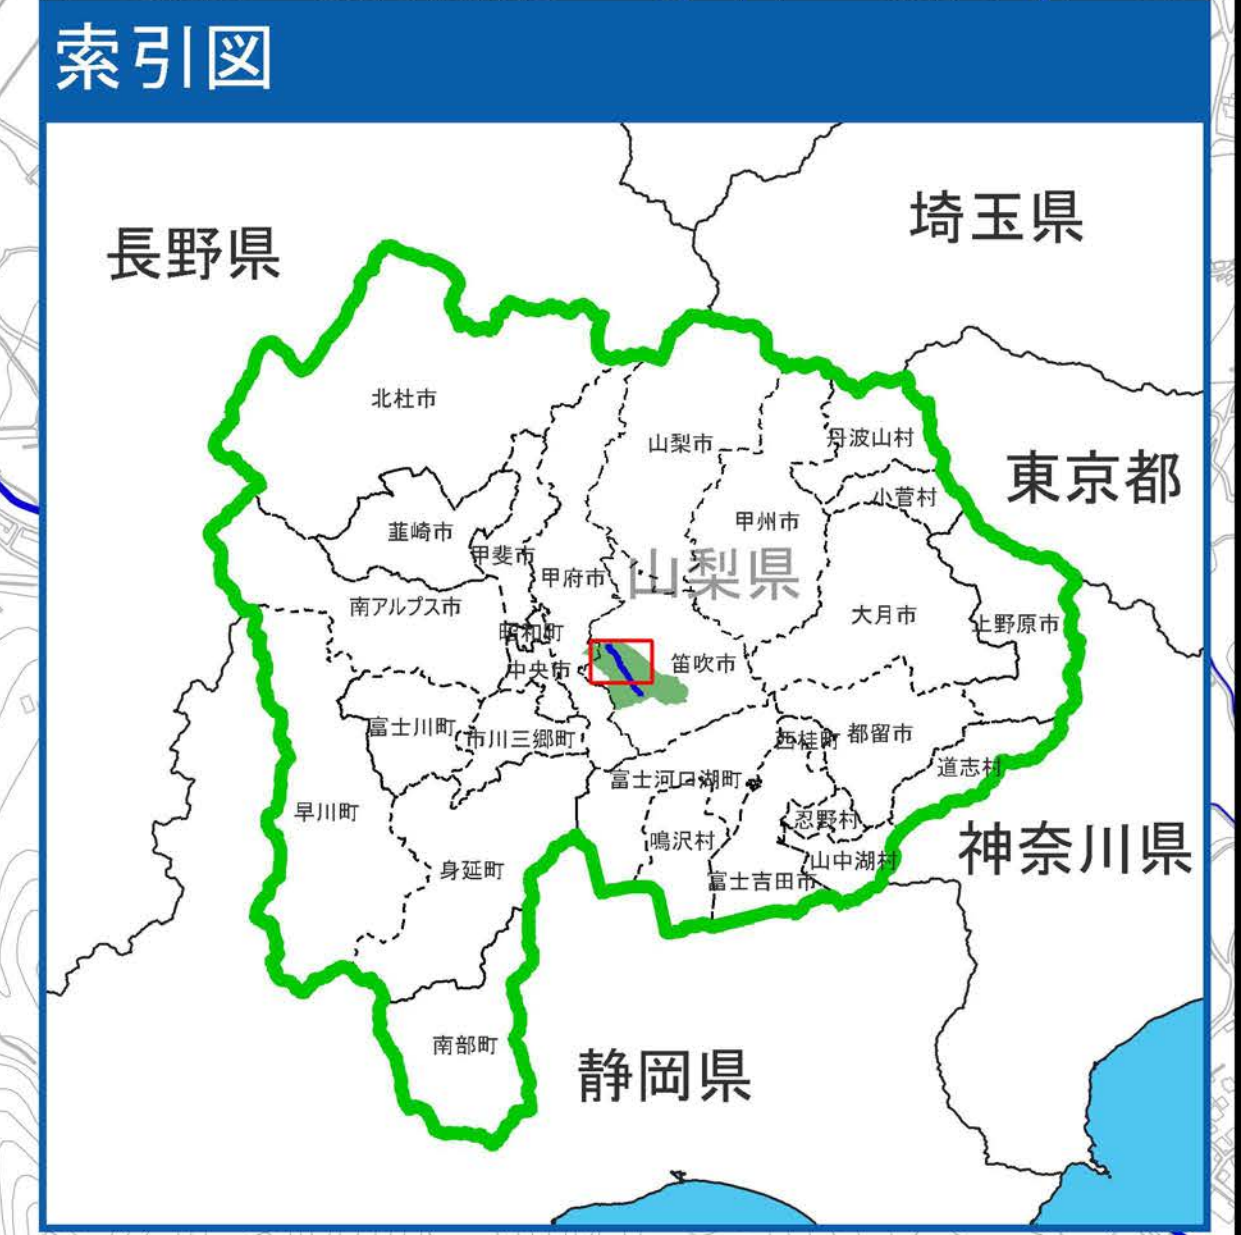 索引図
埼玉県
長野県
北杜市
山梨市
丹波山村
東京都
小菅村
甲州市
韮崎市
甲斐市
山梨県
甲府市
南アルプス市
大月市
上野原市
昭和町
笛吹市
中央市
富士川町
市川三郷町
西桂町
都留市
道志村
富士河口湖町
早川町
忍野村
鳴沢村
神奈川県
山中湖村
身延町
富士吉田市
南部町
静岡県